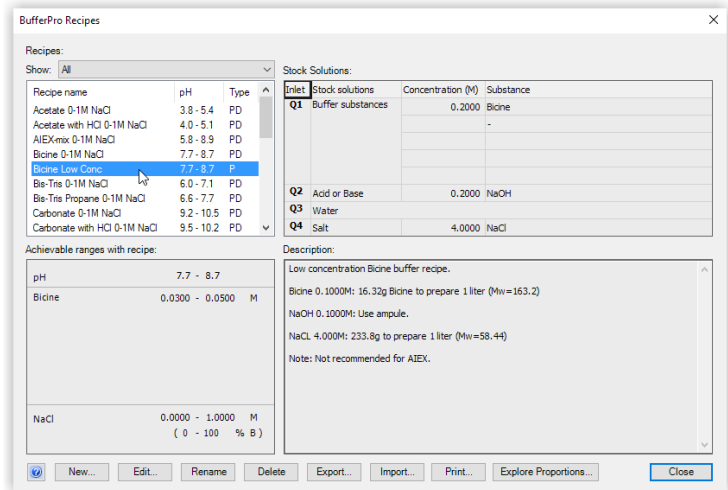 BufferPro Recipes
Recipes:
Show: All
Recipe name pH Type
Acetate 0-1M NaCl 3.8 - 5.4 PD
Acetate with HCl 0-1M NaCl 4.0 - 5.1 PD
AIEX-mix 0-1M NaCl 5.8 - 8.9 PD
Bicine 0-1M NaCl 7.7 - 8.7 PD
Bicine Low Conc 7.7 - 8.7 P
Bis-Tris 0-1M NaCl 6.0 - 7.1 PD
Bis-Tris Propane 0-1M NaCl 6.6 - 7.7 PD
Carbonate 0-1M NaCl 9.2 - 10.5 PD
Carbonate with HCl 0-1M NaCl 9.5 - 10.2 PD
Stock Solutions:
Inlet Stock solutions Concentration (M) Substance
Q1 Buffer substances 0.2000 Bicine
-
Q2 Acid or Base 0.2000 NaOH
Q3 Water
Q4 Salt 4.0000 NaCl
Achievable ranges with recipe:
pH 7.7 - 8.7
Bicine 0.0300 - 0.0500 M
NaCl 0.0000 - 1.0000 M
( 0 - 100 % B )
Description:
Low concentration Bicine buffer recipe.
Bicine 0.1000M: 16.32g Bicine to prepare 1 liter (Mw=163.2)
NaOH 0.1000M: Use ampule.
NaCL 4.000M: 233.8g to prepare 1 liter (Mw=58.44)
Note: Not recommended for AIEX.
? New... Edit... Rename Delete Export... Import... Print... Explore Proportions... Close